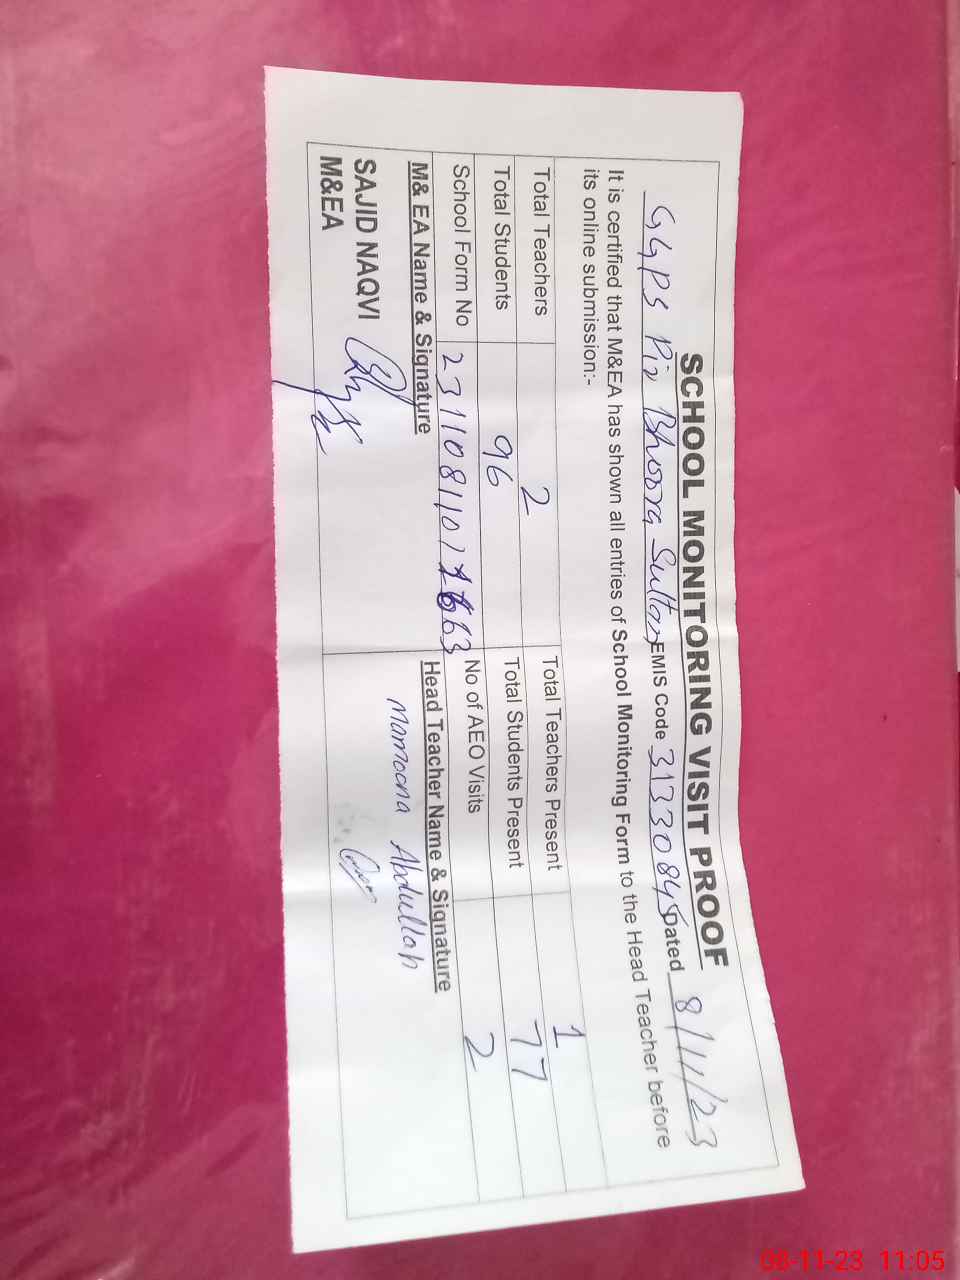 SCHOOL MONITORING VISIT PROOF
GGPS Pir Bhoora Sultan EMIS Code 31330845 Dated 8/11/23
It is certified that M&EA has shown all entries of School Monitoring Form to the Head Teacher before
its online submission:-
Total Teachers 2 Total Teachers Present 1
Total Students 96 Total Students Present 77
School Form No No of AEO Visits 2
M& EA Name & Signature Head Teacher Name & Signature
SAJID NAQVI Mamoona Abdullah
M&EA
08-11-23 11:05